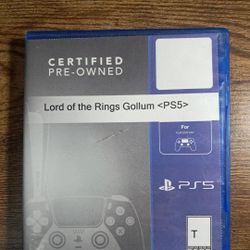 CERTIFIED
PRE-OWNED
Lord of the Rings Gollum <PS5>
For
PS5
T